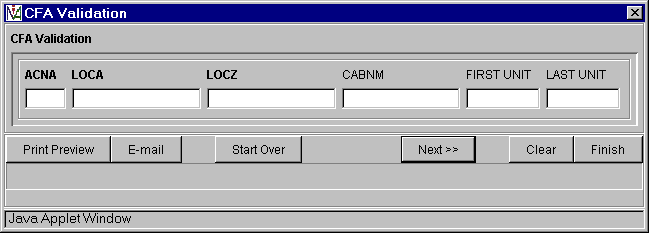 CFA Validation
CFA Validation
ACNA LOCA LOCZ CABNM FIRST UNIT LAST UNIT
Print Preview E-mail Start Over Next >> Clear Finish
Java Applet Window